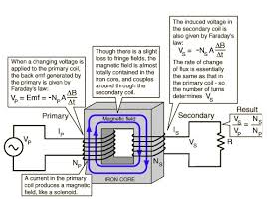 When a changing voltage is
applied to the primary coil,
the back emf generated by
the primary is given by
Faraday's law:
V_P = Emf = -N_P A ΔB/Δt
Though there is a slight
loss to fringe fields, the
magnetic field is almost
totally contained in the
iron core, and couples
around through the
secondary coil.
The induced voltage in
the secondary coil is
also given by Faraday's
law:
V_S = -N_S A ΔB/Δt
The rate of change
of flux is essentially
the same as that in
the primary coil - so
the number of turns
determines V_S
Primary
Magnetic field
Secondary
Result
V_S/V_P = N_S/N_P
I_P
I_S
V_P
N_P
N_S
V_S
R
A current in the primary
coil produces a magnetic
field, like a solenoid.
IRON CORE